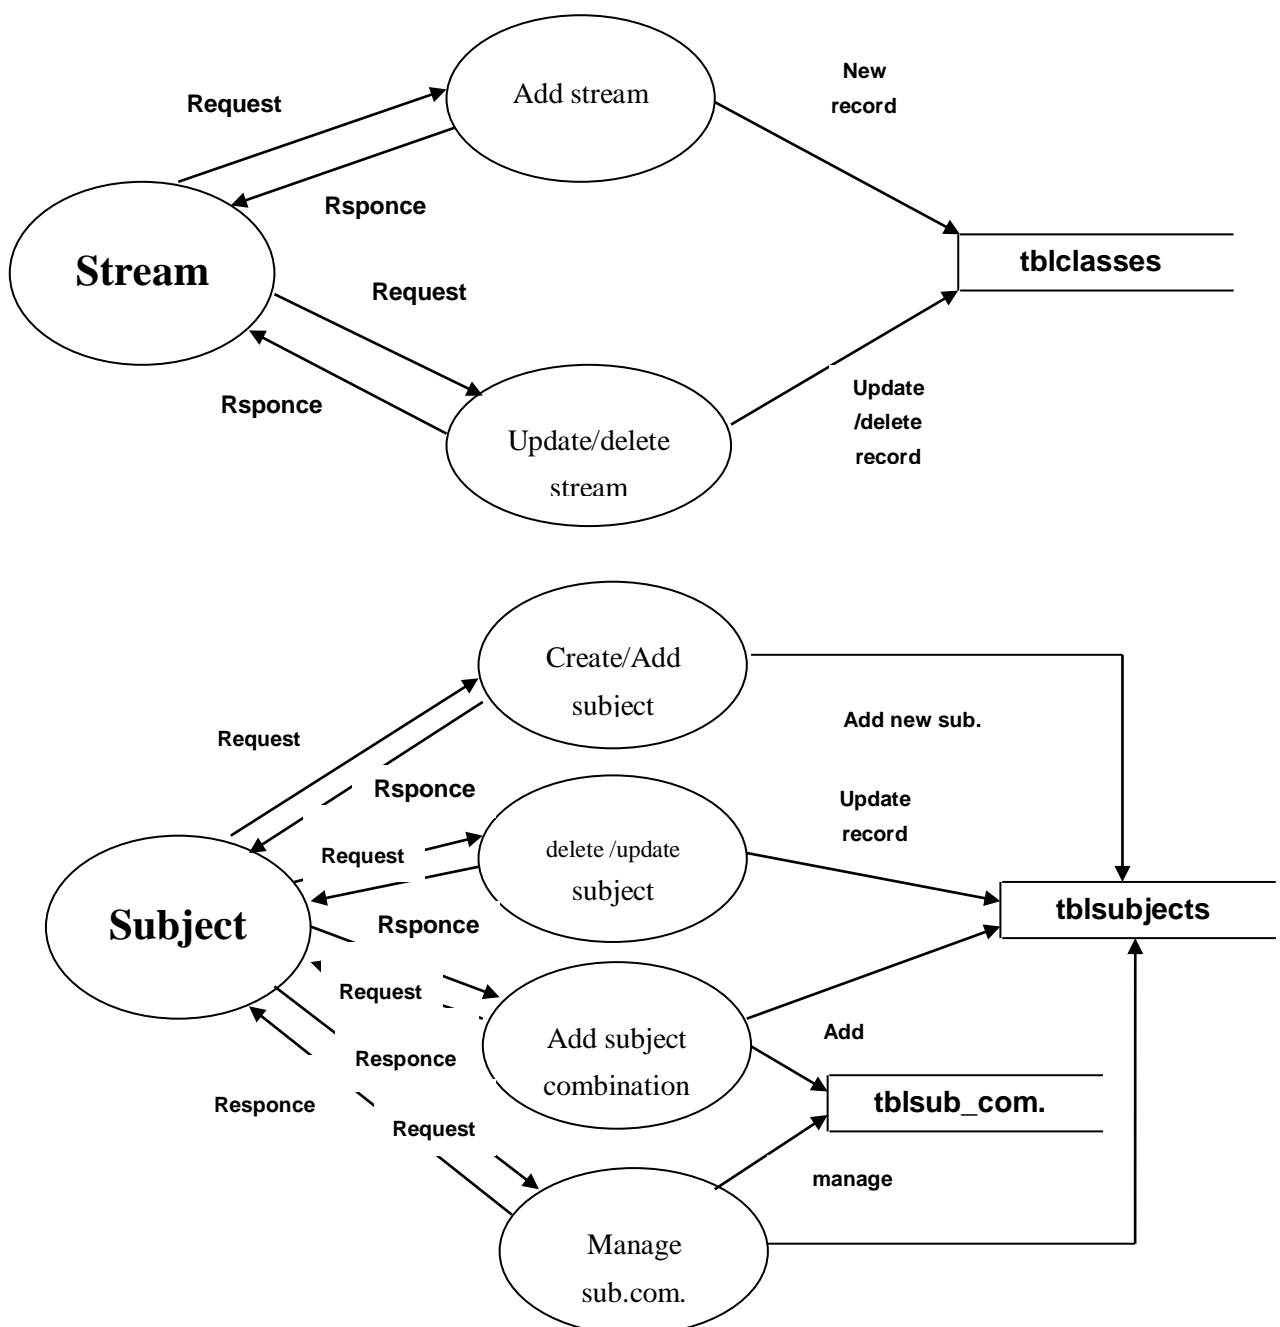 New
record
Add stream
Request
Rsponce
Stream
tblclasses
Request
Rsponce
Update
/delete
record
Update/delete
stream
Create/Add
subject
Add new sub.
Request
Rsponce
Update
record
Request
delete /update
subject
Subject
Rsponce
tblsubjects
Request
Add
Add subject
combination
Responce
Responce
tblsub_com.
Request
manage
Manage
sub.com.